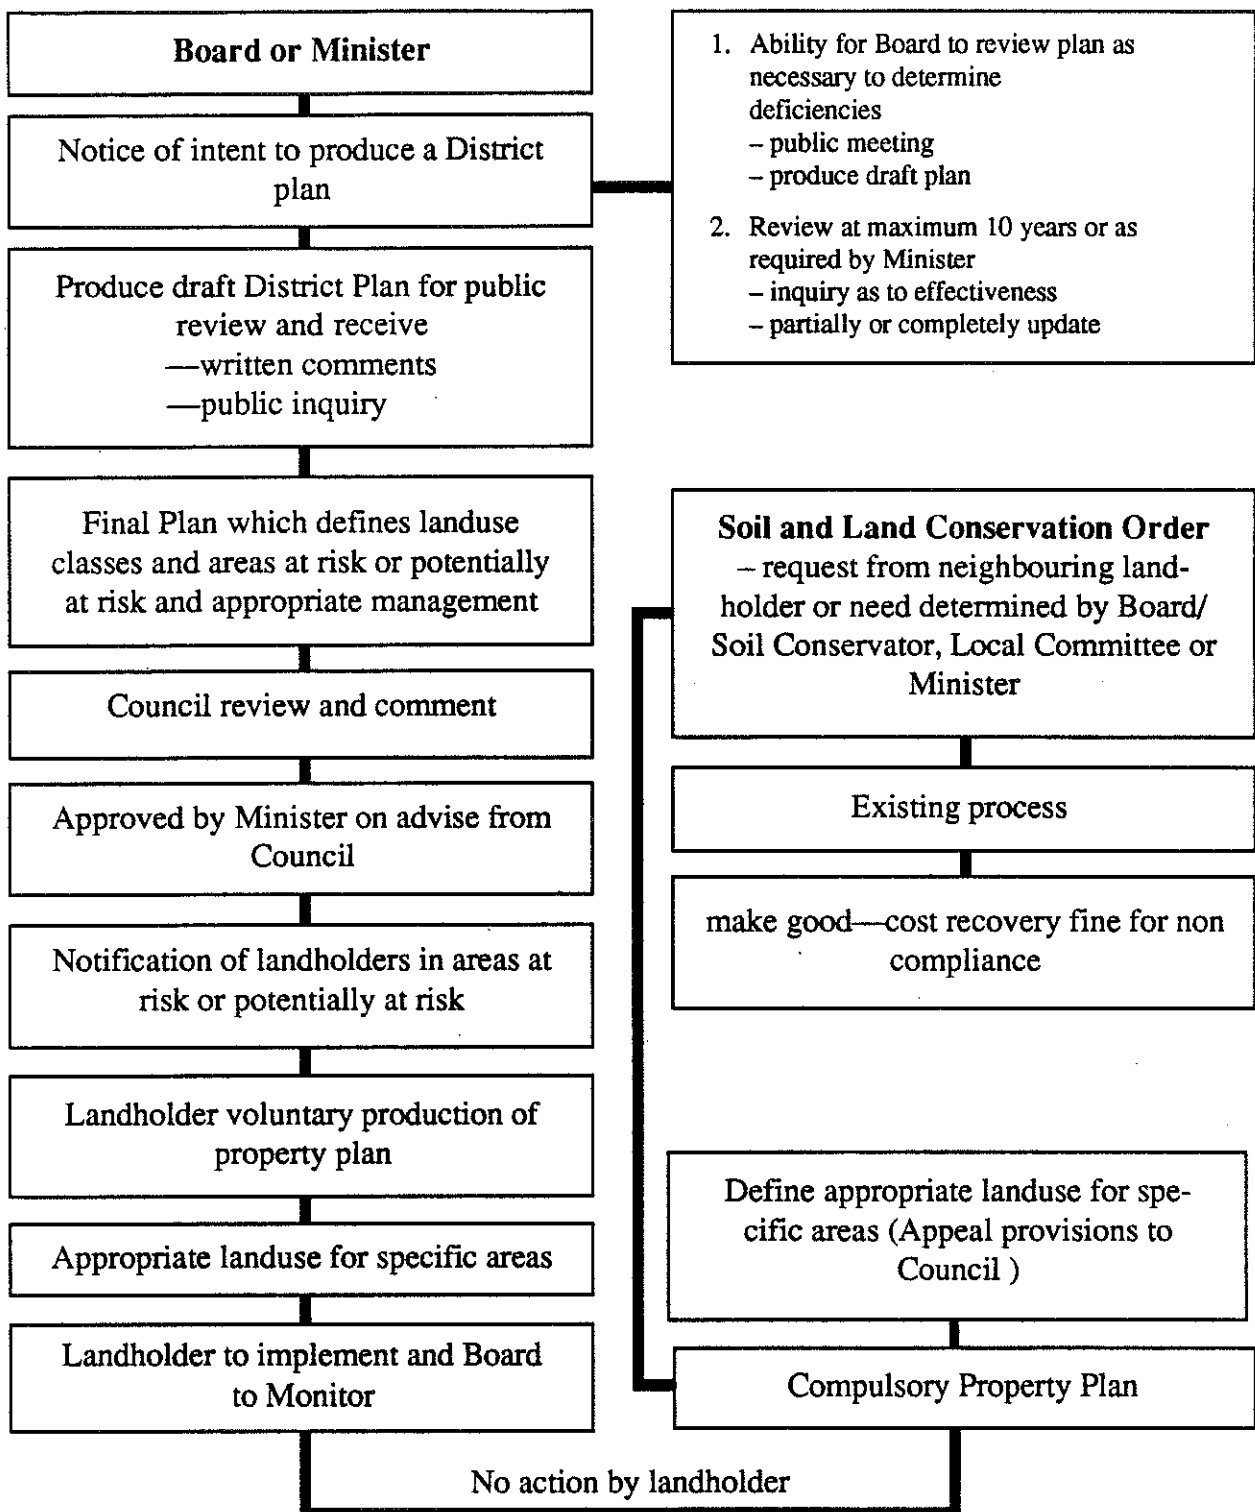 Board or Minister
Notice of intent to produce a District
plan
Produce draft District Plan for public
review and receive
—written comments
—public inquiry
Final Plan which defines landuse
classes and areas at risk or potentially
at risk and appropriate management
Council review and comment
Approved by Minister on advise from
Council
Notification of landholders in areas at
risk or potentially at risk
Landholder voluntary production of
property plan
Appropriate landuse for specific areas
Landholder to implement and Board
to Monitor
No action by landholder
1. Ability for Board to review plan as
necessary to determine
deficiencies
– public meeting
– produce draft plan
2. Review at maximum 10 years or as
required by Minister
– inquiry as to effectiveness
– partially or completely update
Soil and Land Conservation Order
– request from neighbouring land-
holder or need determined by Board/
Soil Conservator, Local Committee or
Minister
Existing process
make good—cost recovery fine for non
compliance
Define appropriate landuse for spe-
cific areas (Appeal provisions to
Council )
Compulsory Property Plan